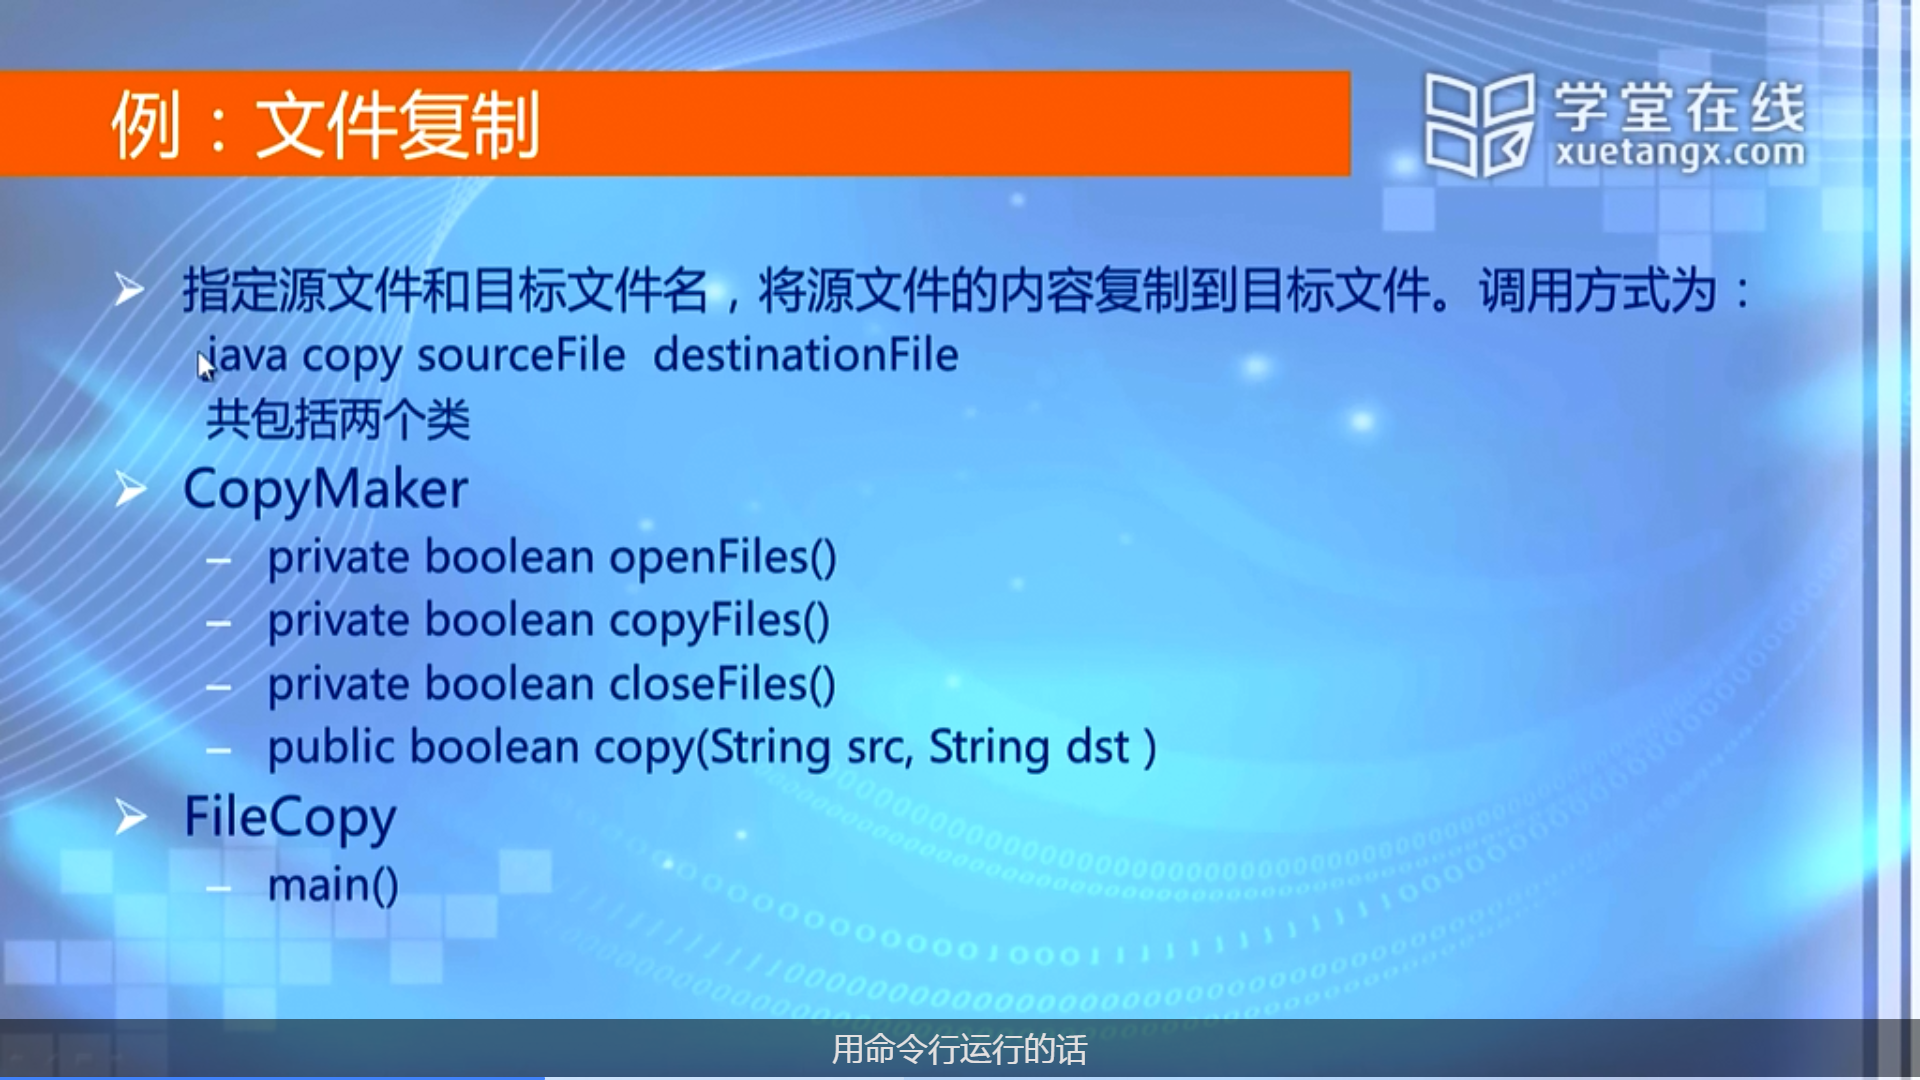 例：文件复制
学堂在线
xuetangx.com
指定源文件和目标文件名，将源文件的内容复制到目标文件。调用方式为：
java copy sourceFile  destinationFile
共包括两个类
CopyMaker
– private boolean openFiles()
– private boolean copyFiles()
– private boolean closeFiles()
– public boolean copy(String src, String dst )
FileCopy
– main()
用命令行运行的话